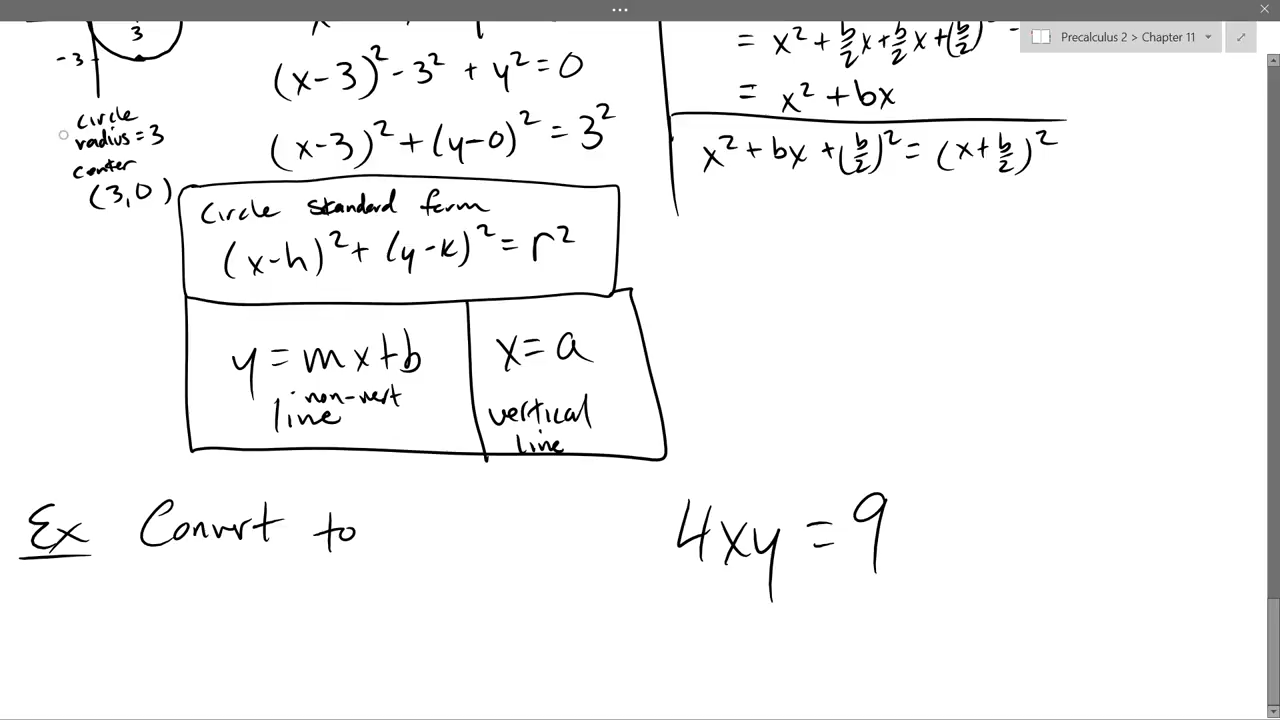 Precalculus 2 > Chapter 11
3
-3
circle
radius = 3
center
(3,0)
(x-3)² - 3² + y² = 0
(x-3)² + (y-0)² = 3²
Circle standard form
(x-h)² + (y-k)² = r²
y = mx+b
non-vert
line
x = a
vertical
line
= x² + b/2 x + b/2 x + (b/2)² -
= x² + bx
x² + bx + (b/2)² = (x + b/2)²
Ex Convert to 4xy = 9